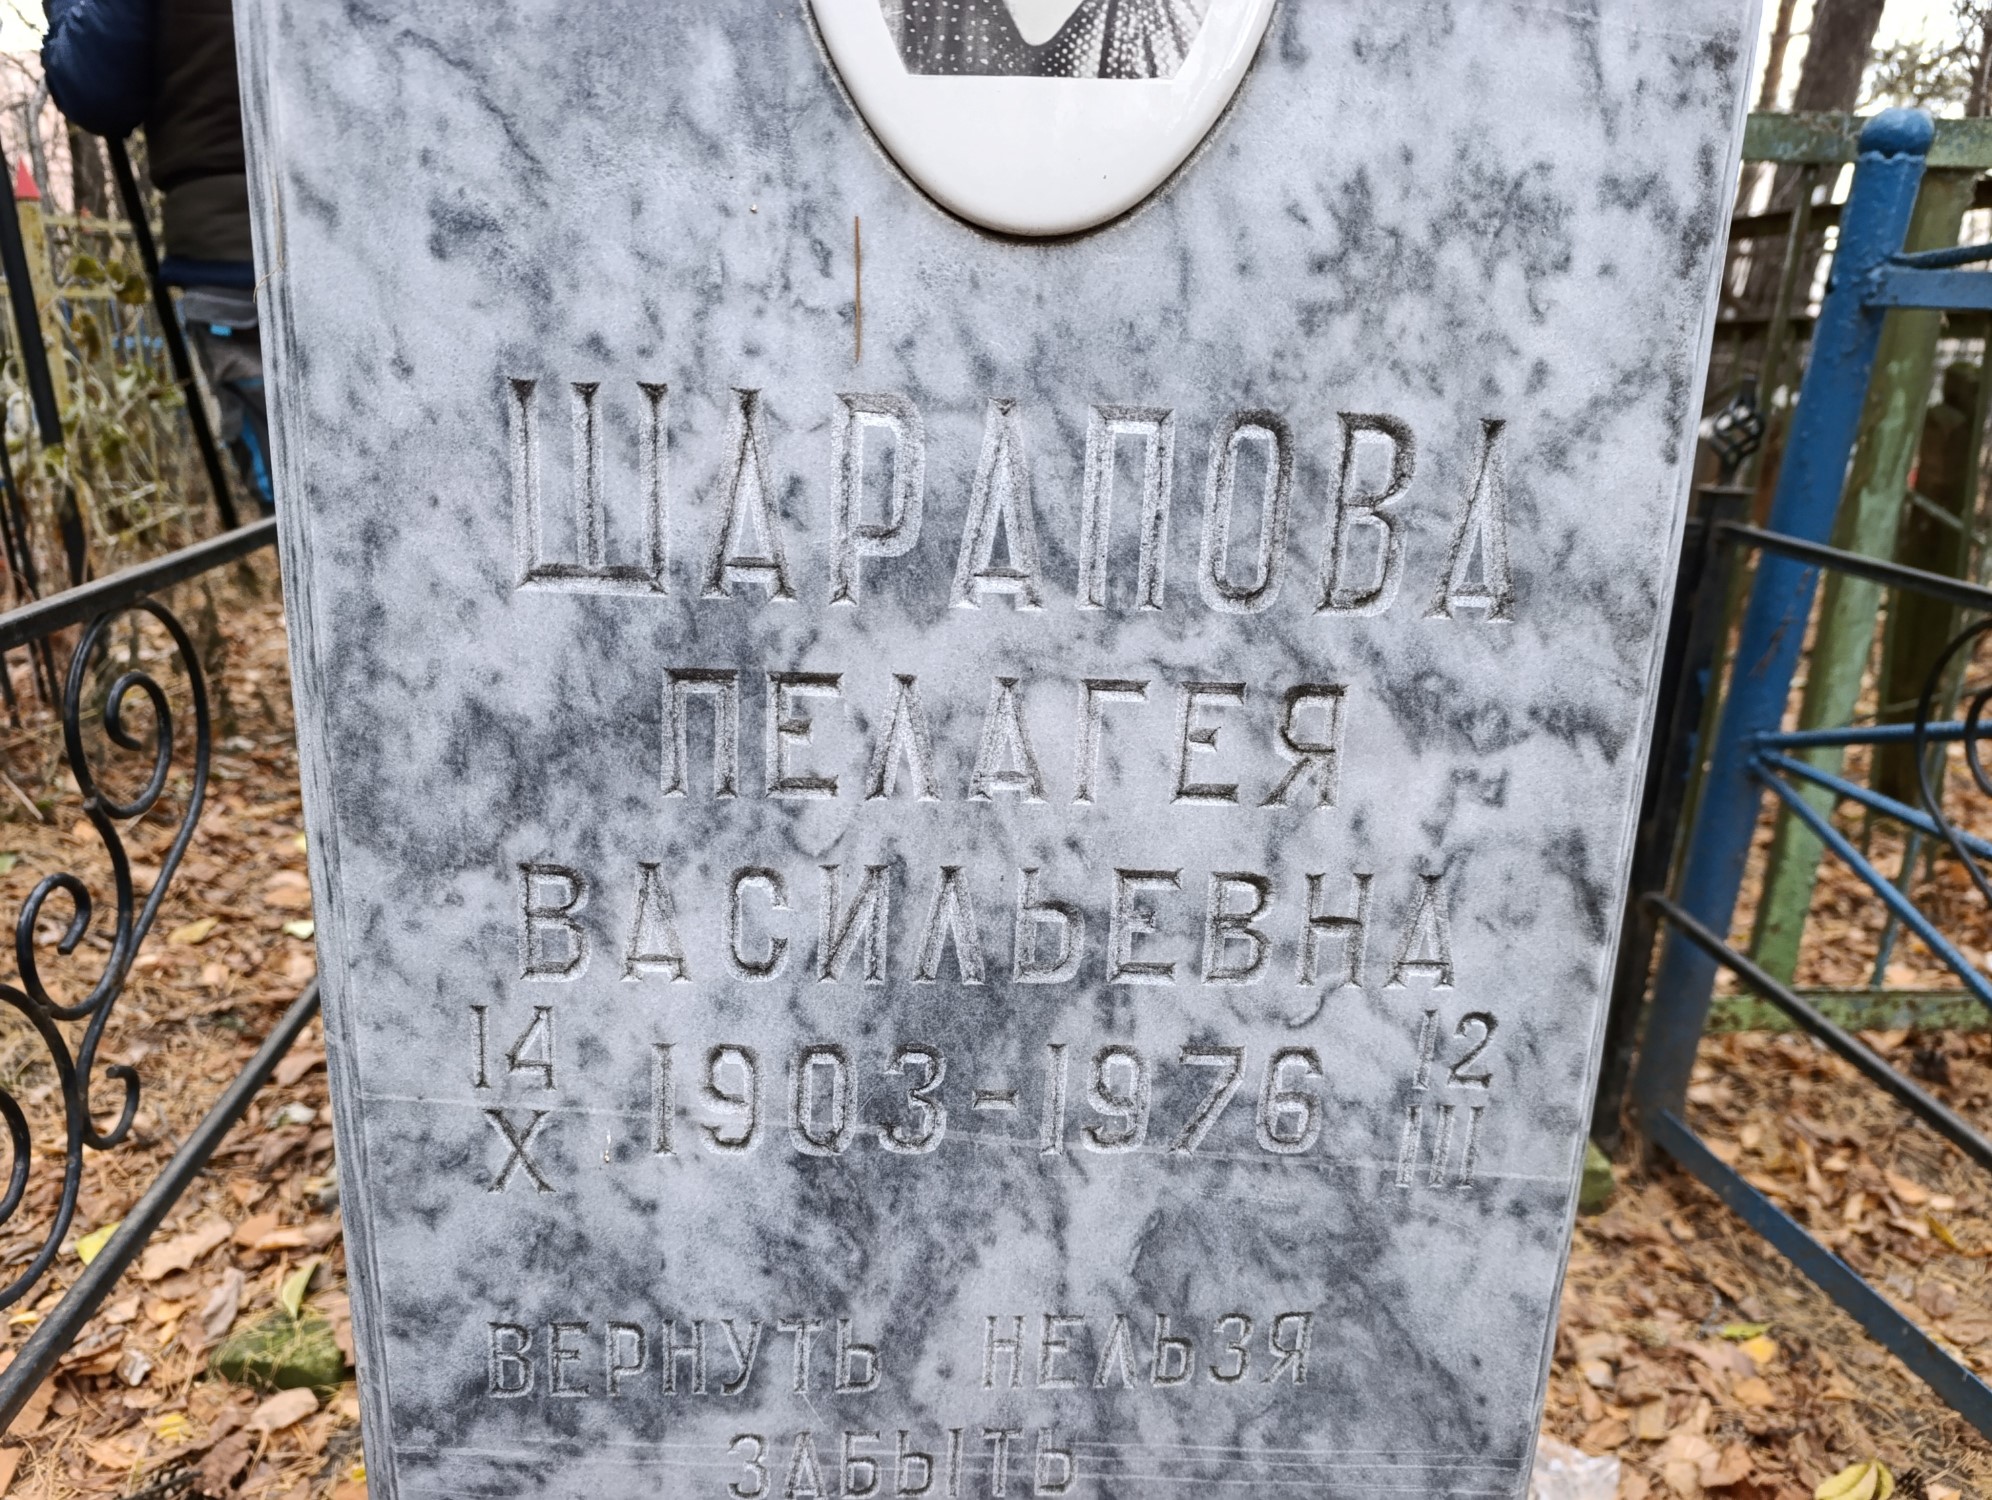 ШАРАПОВА
ПЕЛАГЕЯ
ВАСИЛЬЕВНА
14 X 1903-1976 12 III
ВЕРНУТЬ НЕЛЬЗЯ
ЗАБЫТЬ